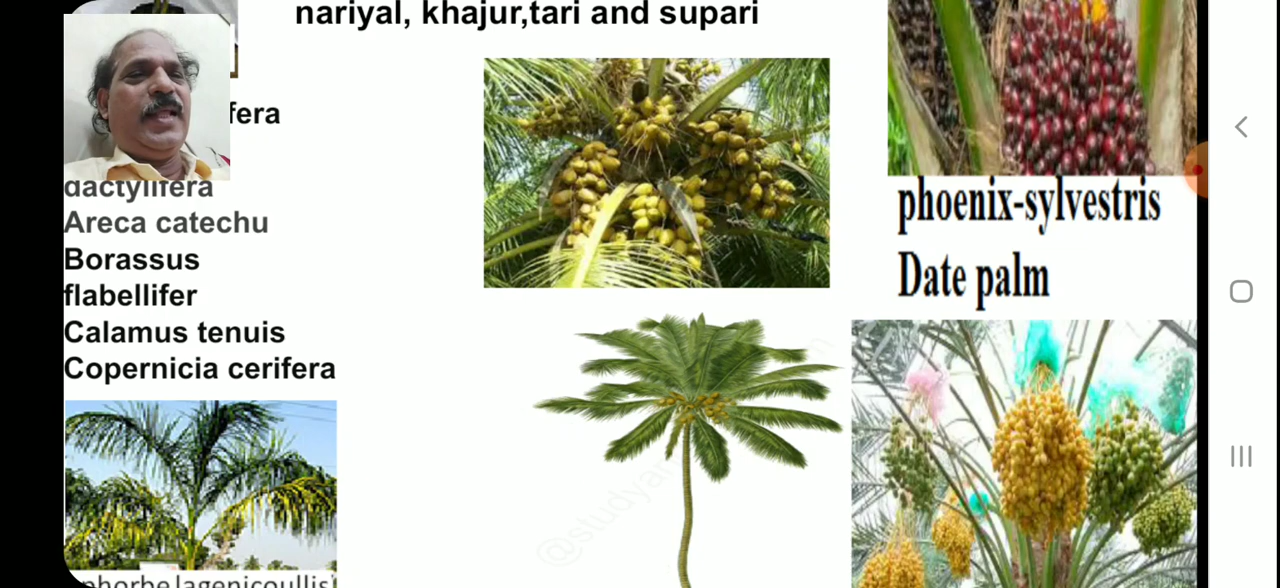 nariyal, khajur,tari and supari
fera
dactylifera
Areca catechu
Borassus
flabellifer
Calamus tenuis
Copernicia cerifera
phoenix-sylvestris
Date palm